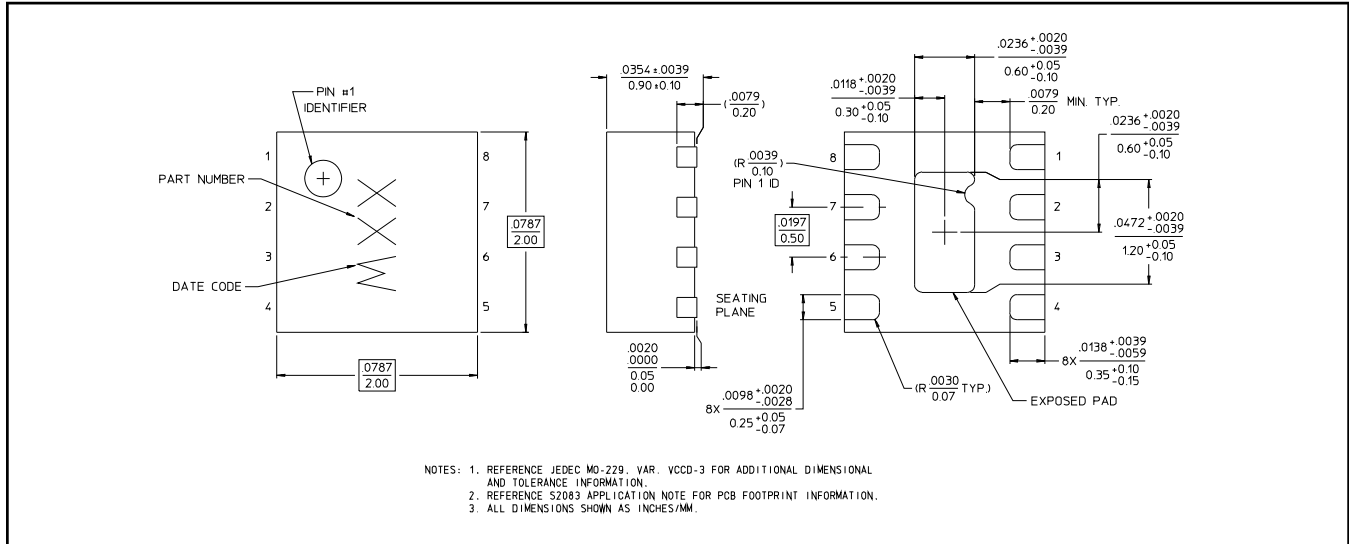 PIN #1
IDENTIFIER
PART NUMBER
DATE CODE
1
2
3
4
8
7
6
5
XX
W
.0787
2.00
.0787
2.00
.0354 ±.0039
0.90 ±0.10
(.0079
0.20)
SEATING
PLANE
.0020
.0000
0.05
0.00
.0236 +.0020
-.0039
0.60 +0.05
-0.10
.0118 +.0020
-.0039
0.30 +0.05
-0.10
.0079
0.20 MIN. TYP.
.0236 +.0020
-.0039
0.60 +0.05
-0.10
(R .0039
0.10)
PIN 1 ID
8
7
6
5
1
2
3
4
.0197
0.50
.0472 +.0020
-.0039
1.20 +0.05
-0.10
8X .0138 +.0039
-.0059
0.35 +0.10
-0.15
(R .0030
0.07 TYP.)
EXPOSED PAD
8X .0098 +.0020
-.0028
0.25 +0.05
-0.07
NOTES: 1. REFERENCE JEDEC MO-229, VAR. VCCD-3 FOR ADDITIONAL DIMENSIONAL
AND TOLERANCE INFORMATION.
2. REFERENCE S2083 APPLICATION NOTE FOR PCB FOOTPRINT INFORMATION.
3. ALL DIMENSIONS SHOWN AS INCHES/MM.